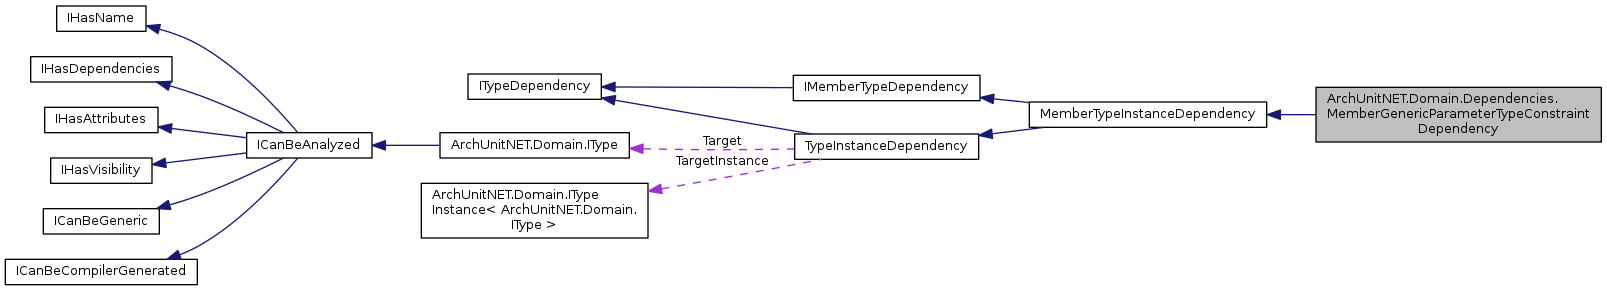 IHasName
IHasDependencies
IHasAttributes
IHasVisibility
ICanBeGeneric
ICanBeCompilerGenerated
ICanBeAnalyzed
ITypeDependency
ArchUnitNET.Domain.IType
ArchUnitNET.Domain.IType
Instance< ArchUnitNET.Domain.
IType >
Target
TargetInstance
IMemberTypeDependency
TypeInstanceDependency
MemberTypeInstanceDependency
ArchUnitNET.Domain.Dependencies.
MemberGenericParameterTypeConstraint
Dependency